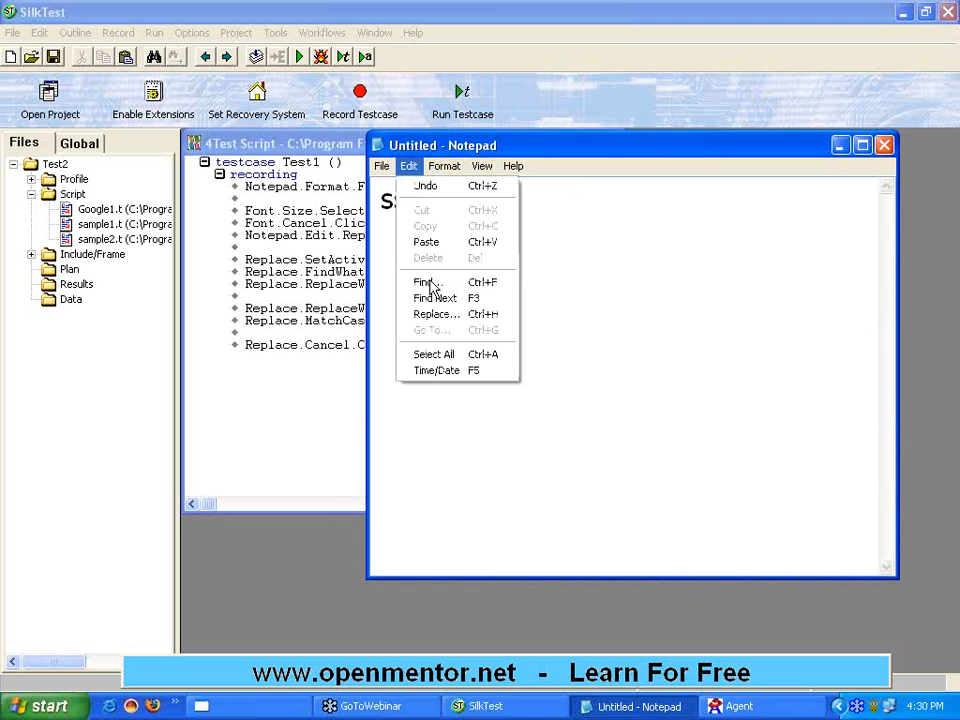 SilkTest
File Edit Outline Record Run Options Project Tools Workflows Window Help
Open Project Enable Extensions Set Recovery System Record Testcase Run Testcase
Files Global
Test2
Profile
Script
Google1.t (C:\Progra
sample1.t (C:\Progra
sample2.t (C:\Progra
Include/Frame
Plan
Results
Data
4Test Script - C:\Program F
testcase Test1 ()
recording
Notepad.Format.F
Font.Size.Select
Font.Cancel.Clic
Notepad.Edit.Rep
Replace.SetActiv
Replace.FindWhat
Replace.ReplaceW
Replace.ReplaceW
Replace.MatchCas
Replace.Cancel.C
Untitled - Notepad
File Edit Format View Help
Undo Ctrl+Z
Cut Ctrl+X
Copy Ctrl+C
Paste Ctrl+V
Delete Del
Find... Ctrl+F
Find Next F3
Replace... Ctrl+H
Go To... Ctrl+G
Select All Ctrl+A
Time/Date F5
www.openmentor.net - Learn For Free
start GoToWebinar SilkTest Untitled - Notepad Agent 4:30 PM